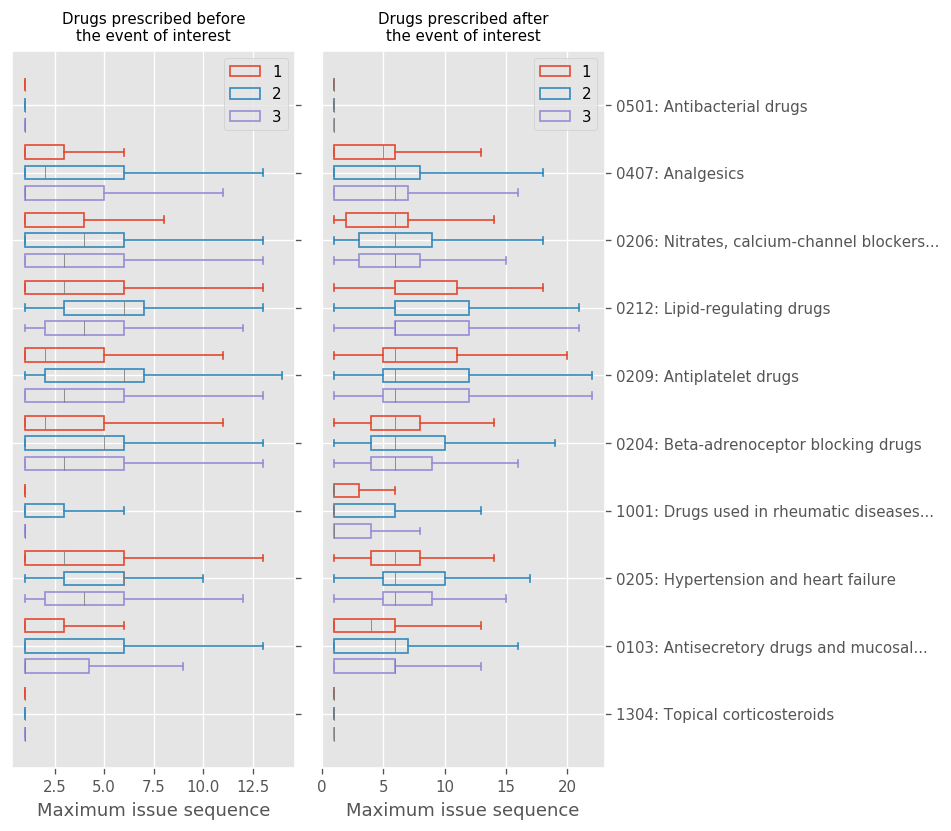 Drugs prescribed before
the event of interest
Drugs prescribed after
the event of interest
1
2
3
1
2
3
0501: Antibacterial drugs
0407: Analgesics
0206: Nitrates, calcium-channel blockers...
0212: Lipid-regulating drugs
0209: Antiplatelet drugs
0204: Beta-adrenoceptor blocking drugs
1001: Drugs used in rheumatic diseases...
0205: Hypertension and heart failure
0103: Antisecretory drugs and mucosal...
1304: Topical corticosteroids
2.5 5.0 7.5 10.0 12.5
0 5 10 15 20
Maximum issue sequence
Maximum issue sequence